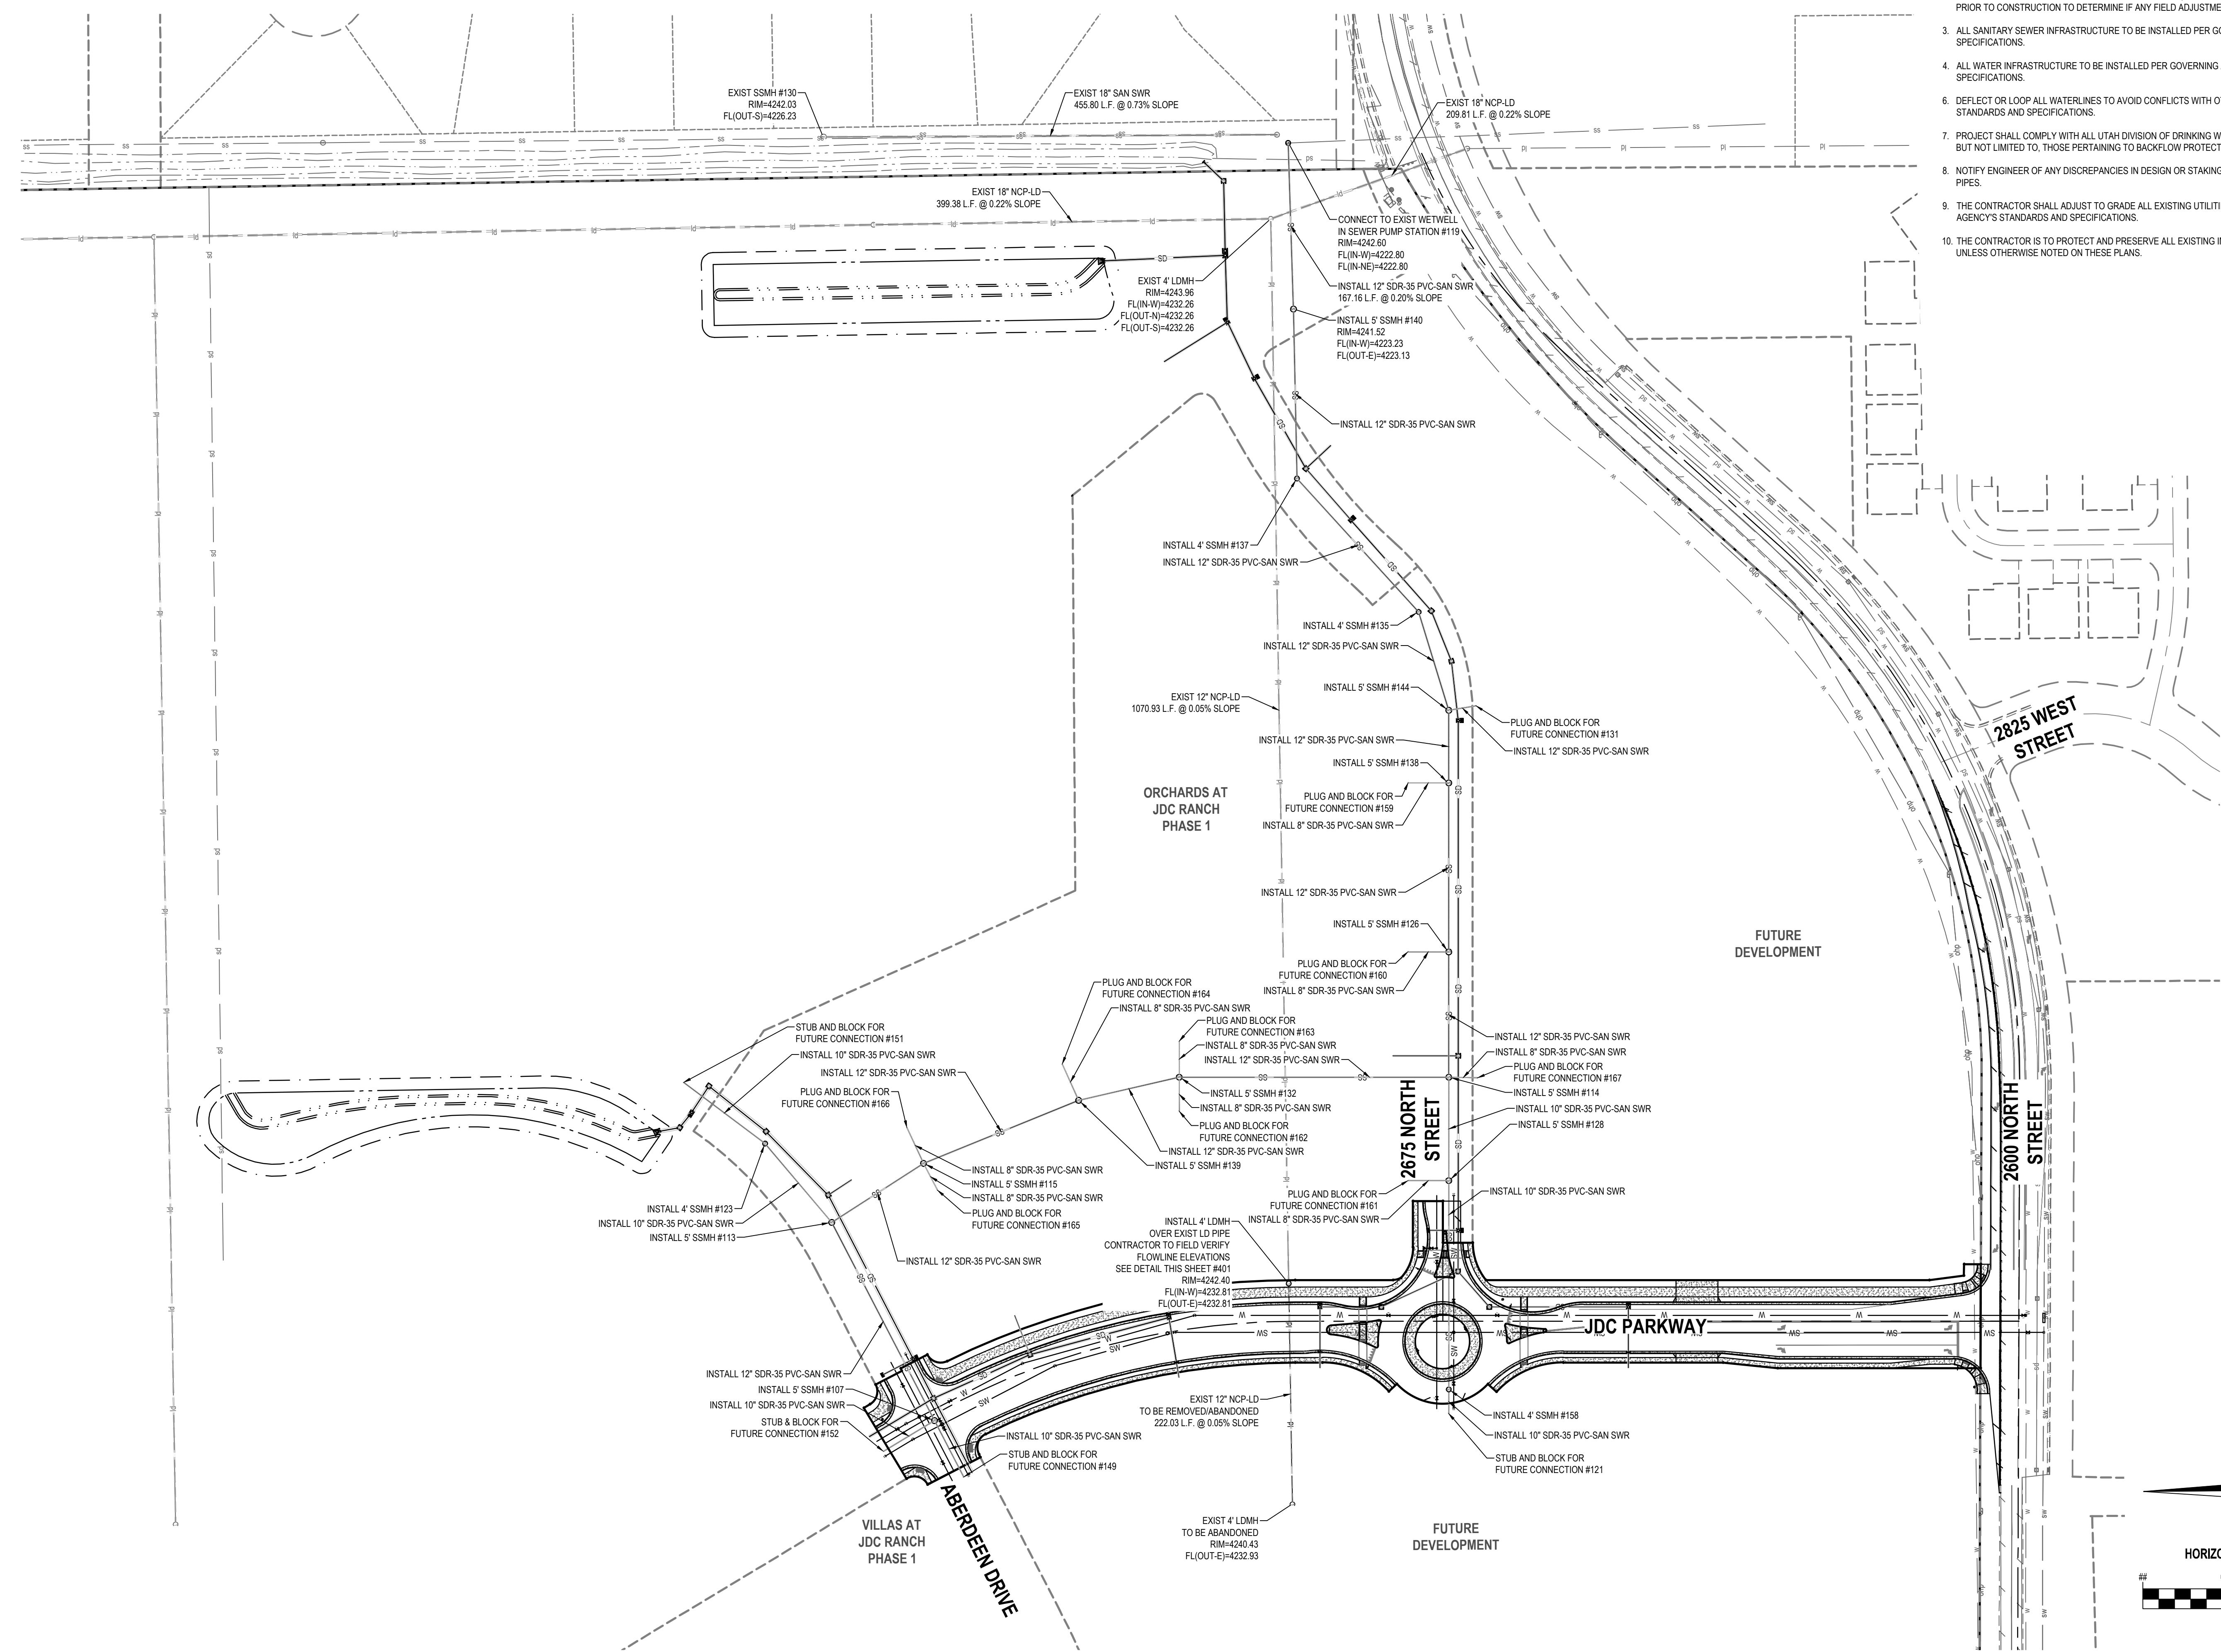 PRIOR TO CONSTRUCTION TO DETERMINE IF ANY FIELD ADJUSTME
3. ALL SANITARY SEWER INFRASTRUCTURE TO BE INSTALLED PER GO
SPECIFICATIONS.
4. ALL WATER INFRASTRUCTURE TO BE INSTALLED PER GOVERNING
SPECIFICATIONS.
6. DEFLECT OR LOOP ALL WATERLINES TO AVOID CONFLICTS WITH O
STANDARDS AND SPECIFICATIONS.
7. PROJECT SHALL COMPLY WITH ALL UTAH DIVISION OF DRINKING W
BUT NOT LIMITED TO, THOSE PERTAINING TO BACKFLOW PROTECT
8. NOTIFY ENGINEER OF ANY DISCREPANCIES IN DESIGN OR STAKING
PIPES.
9. THE CONTRACTOR SHALL ADJUST TO GRADE ALL EXISTING UTILITI
AGENCY'S STANDARDS AND SPECIFICATIONS.
10. THE CONTRACTOR IS TO PROTECT AND PRESERVE ALL EXISTING I
UNLESS OTHERWISE NOTED ON THESE PLANS.
EXIST SSMH #130
RIM=4242.03
FL(OUT-S)=4226.23
EXIST 18" SAN SWR
455.80 L.F. @ 0.73% SLOPE
EXIST 18" NCP-LD
209.81 L.F. @ 0.22% SLOPE
EXIST 18" NCP-LD
399.38 L.F. @ 0.22% SLOPE
CONNECT TO EXIST WETWELL
IN SEWER PUMP STATION #119
RIM=4242.60
FL(IN-W)=4222.80
FL(IN-NE)=4222.80
EXIST 4' LDMH
RIM=4243.96
FL(IN-W)=4232.26
FL(OUT-N)=4232.26
FL(OUT-S)=4232.26
INSTALL 12" SDR-35 PVC-SAN SWR
167.16 L.F. @ 0.20% SLOPE
INSTALL 5' SSMH #140
RIM=4241.52
FL(IN-W)=4223.23
FL(OUT-E)=4223.13
INSTALL 12" SDR-35 PVC-SAN SWR
INSTALL 4' SSMH #137
INSTALL 12" SDR-35 PVC-SAN SWR
INSTALL 4' SSMH #135
INSTALL 12" SDR-35 PVC-SAN SWR
INSTALL 5' SSMH #144
EXIST 12" NCP-LD
1070.93 L.F. @ 0.05% SLOPE
PLUG AND BLOCK FOR
FUTURE CONNECTION #131
INSTALL 12" SDR-35 PVC-SAN SWR
INSTALL 12" SDR-35 PVC-SAN SWR
INSTALL 5' SSMH #138
PLUG AND BLOCK FOR
FUTURE CONNECTION #159
INSTALL 8" SDR-35 PVC-SAN SWR
2825 WEST
STREET
ORCHARDS AT
JDC RANCH
PHASE 1
INSTALL 12" SDR-35 PVC-SAN SWR
INSTALL 5' SSMH #126
PLUG AND BLOCK FOR
FUTURE CONNECTION #160
INSTALL 8" SDR-35 PVC-SAN SWR
FUTURE
DEVELOPMENT
PLUG AND BLOCK FOR
FUTURE CONNECTION #164
INSTALL 8" SDR-35 PVC-SAN SWR
PLUG AND BLOCK FOR
FUTURE CONNECTION #163
INSTALL 8" SDR-35 PVC-SAN SWR
INSTALL 12" SDR-35 PVC-SAN SWR
STUB AND BLOCK FOR
FUTURE CONNECTION #151
INSTALL 10" SDR-35 PVC-SAN SWR
INSTALL 12" SDR-35 PVC-SAN SWR
PLUG AND BLOCK FOR
FUTURE CONNECTION #166
INSTALL 12" SDR-35 PVC-SAN SWR
INSTALL 8" SDR-35 PVC-SAN SWR
PLUG AND BLOCK FOR
FUTURE CONNECTION #167
INSTALL 5' SSMH #114
INSTALL 10" SDR-35 PVC-SAN SWR
INSTALL 5' SSMH #128
INSTALL 5' SSMH #132
INSTALL 8" SDR-35 PVC-SAN SWR
PLUG AND BLOCK FOR
FUTURE CONNECTION #162
INSTALL 12" SDR-35 PVC-SAN SWR
INSTALL 5' SSMH #139
2675 NORTH
STREET
2600 NORTH
STREET
INSTALL 8" SDR-35 PVC-SAN SWR
INSTALL 5' SSMH #115
INSTALL 8" SDR-35 PVC-SAN SWR
PLUG AND BLOCK FOR
FUTURE CONNECTION #165
INSTALL 12" SDR-35 PVC-SAN SWR
INSTALL 4' SSMH #123
INSTALL 10" SDR-35 PVC-SAN SWR
INSTALL 5' SSMH #113
PLUG AND BLOCK FOR
FUTURE CONNECTION #161
INSTALL 8" SDR-35 PVC-SAN SWR
INSTALL 10" SDR-35 PVC-SAN SWR
INSTALL 4' LDMH
OVER EXIST LD PIPE
CONTRACTOR TO FIELD VERIFY
FLOWLINE ELEVATIONS
SEE DETAIL THIS SHEET #401
RIM=4242.40
FL(IN-W)=4232.81
FL(OUT-E)=4232.81
JDC PARKWAY
INSTALL 12" SDR-35 PVC-SAN SWR
INSTALL 5' SSMH #107
INSTALL 10" SDR-35 PVC-SAN SWR
STUB & BLOCK FOR
FUTURE CONNECTION #152
INSTALL 10" SDR-35 PVC-SAN SWR
STUB AND BLOCK FOR
FUTURE CONNECTION #149
EXIST 12" NCP-LD
TO BE REMOVED/ABANDONED
222.03 L.F. @ 0.05% SLOPE
INSTALL 4' SSMH #158
INSTALL 10" SDR-35 PVC-SAN SWR
STUB AND BLOCK FOR
FUTURE CONNECTION #121
ABERDEEN DRIVE
VILLAS AT
JDC RANCH
PHASE 1
EXIST 4' LDMH
TO BE ABANDONED
RIM=4240.43
FL(OUT-E)=4232.93
FUTURE
DEVELOPMENT
HORIZO
##